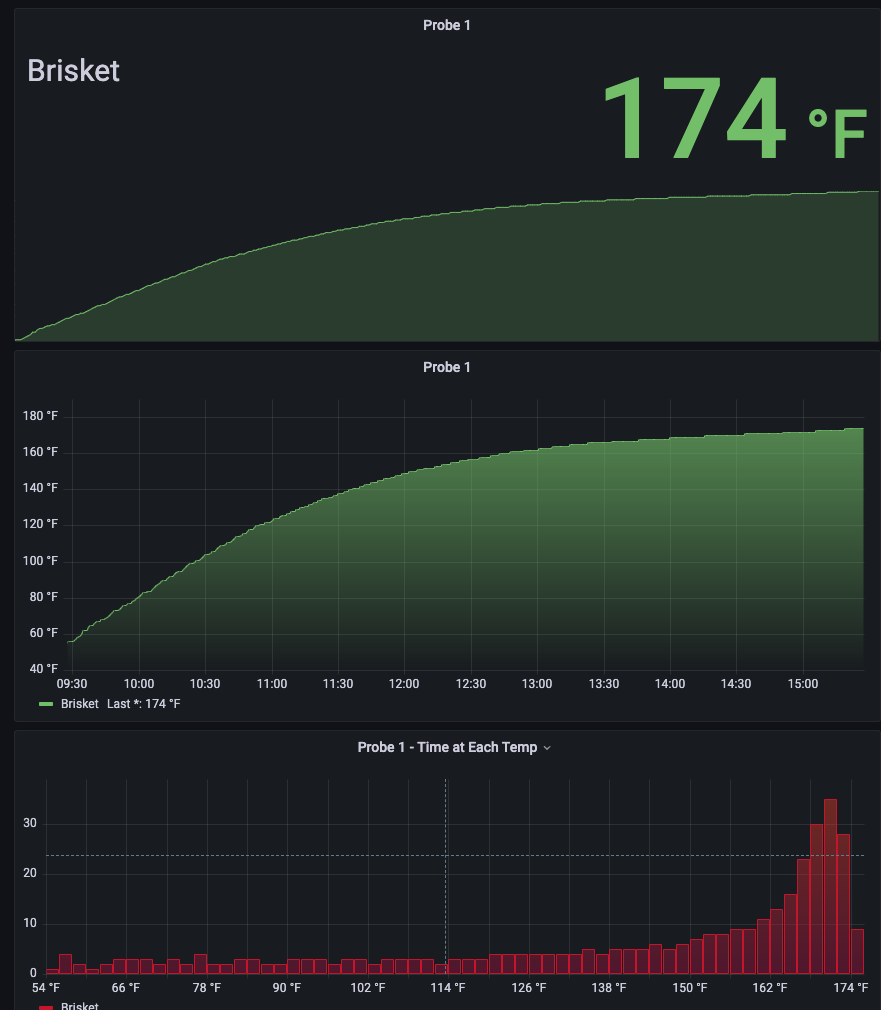 Probe 1
Brisket
174 °F
Probe 1
180 °F
160 °F
140 °F
120 °F
100 °F
80 °F
60 °F
40 °F
09:30 10:00 10:30 11:00 11:30 12:00 12:30 13:00 13:30 14:00 14:30 15:00
Brisket Last *: 174 °F
Probe 1 - Time at Each Temp
30
20
10
0
54 °F 66 °F 78 °F 90 °F 102 °F 114 °F 126 °F 138 °F 150 °F 162 °F 174 °F
Brisket